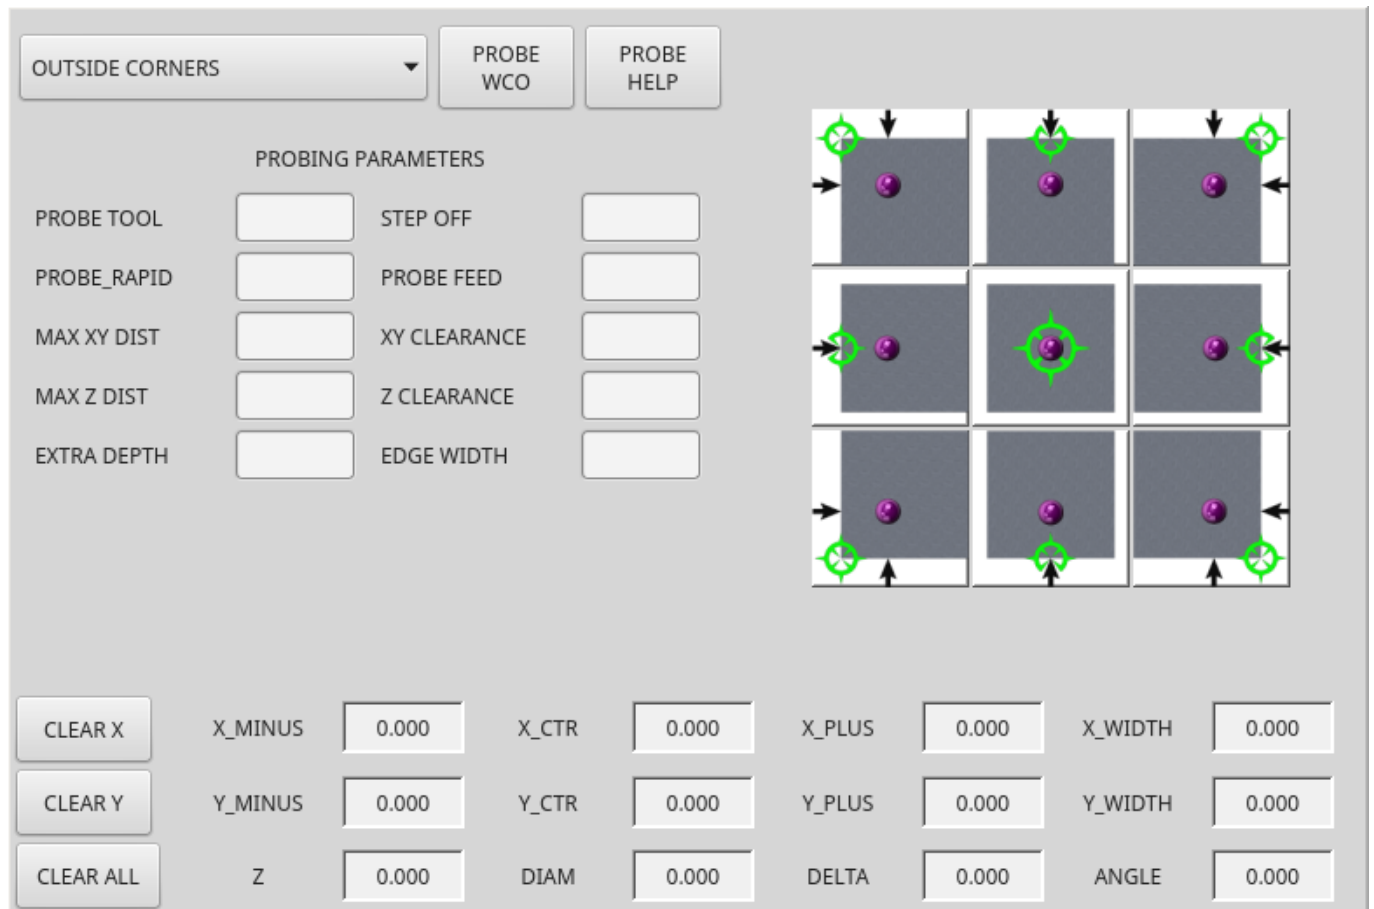 OUTSIDE CORNERS
PROBE
WCO
PROBE
HELP
PROBING PARAMETERS
PROBE TOOL
STEP OFF
PROBE_RAPID
PROBE FEED
MAX XY DIST
XY CLEARANCE
MAX Z DIST
Z CLEARANCE
EXTRA DEPTH
EDGE WIDTH
CLEAR X
X_MINUS
0.000
X_CTR
0.000
X_PLUS
0.000
X_WIDTH
0.000
CLEAR Y
Y_MINUS
0.000
Y_CTR
0.000
Y_PLUS
0.000
Y_WIDTH
0.000
CLEAR ALL
Z
0.000
DIAM
0.000
DELTA
0.000
ANGLE
0.000